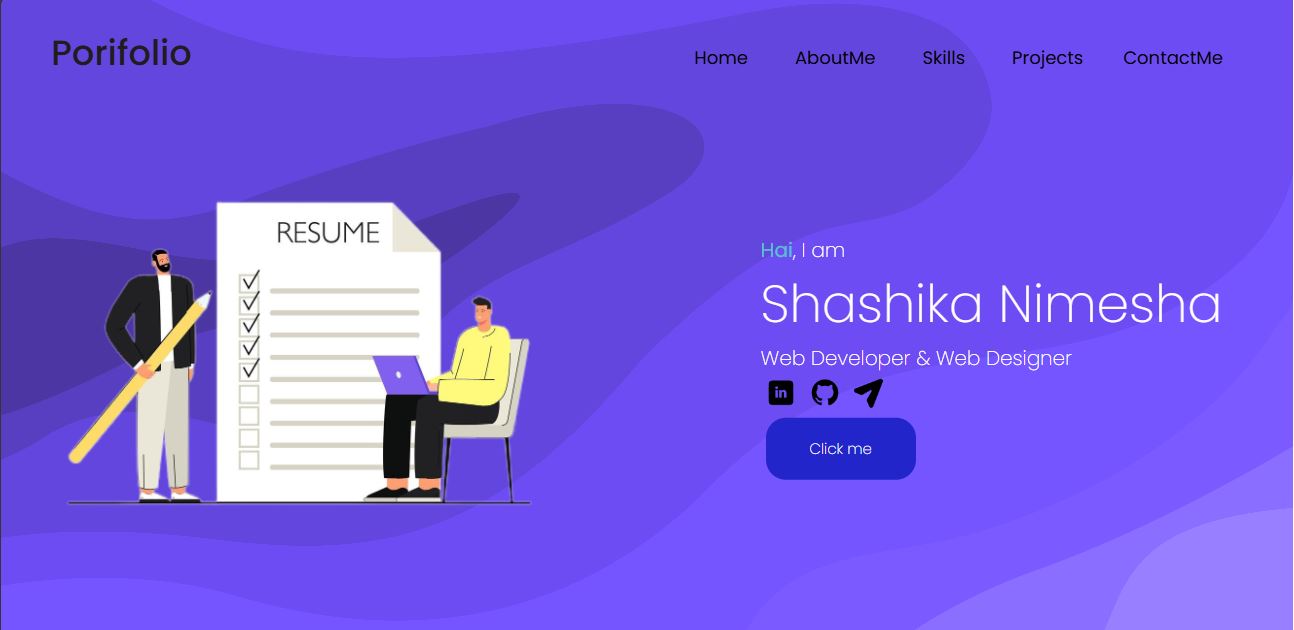 Porifolio
Home AboutMe Skills Projects ContactMe
RESUME
Hai, I am
Shashika Nimesha
Web Developer & Web Designer
in
Click me